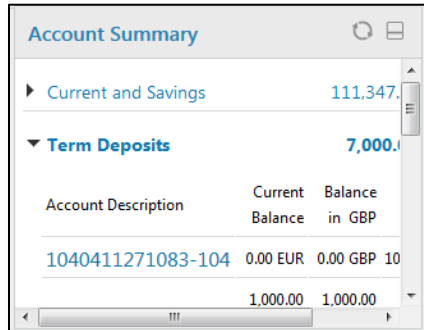 Account Summary
Current and Savings 111,347.
Term Deposits 7,000.
Current Balance
Account Description
Balance in GBP
1040411271083-104 0.00 EUR 0.00 GBP 10
1,000.00 1,000.00